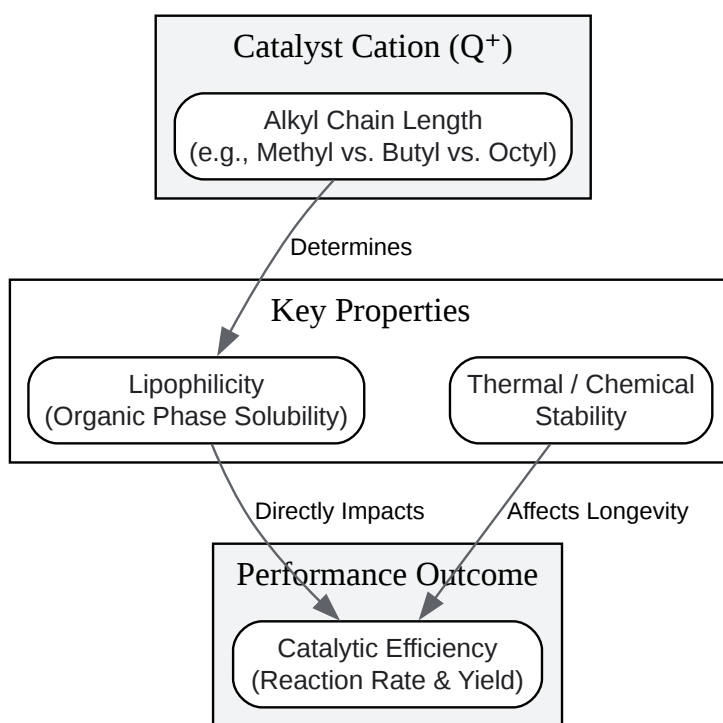 Catalyst Cation (Q⁺)
Alkyl Chain Length
(e.g., Methyl vs. Butyl vs. Octyl)
Determines
Key Properties
Lipophilicity
(Organic Phase Solubility)
Thermal / Chemical
Stability
Directly Impacts
Affects Longevity
Performance Outcome
Catalytic Efficiency
(Reaction Rate & Yield)